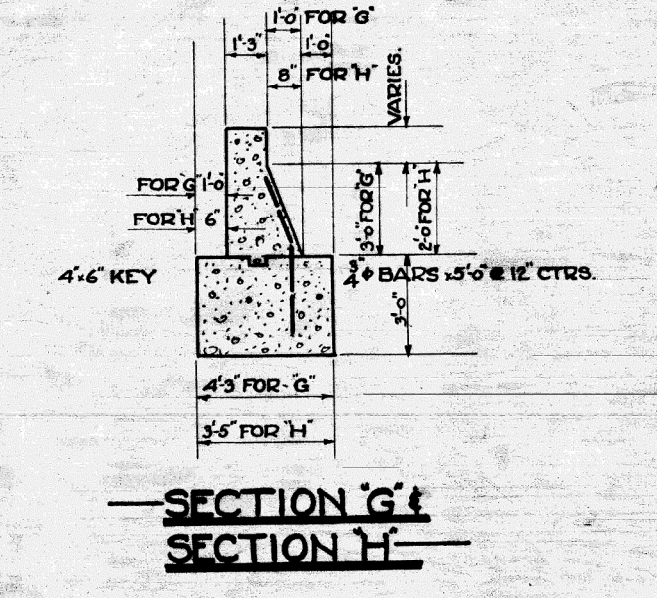 1'-0" FOR "G"
1'-3" 1'-0"
8" FOR "H"
VARIES.
FOR "G" 1'-0"
FOR "H" 6"
3'-0" FOR "G"
2'-0" FOR "H"
4"x6" KEY
3/4" ϕ BARS x 5'-0" @ 12" CTRS.
3'-0"
4'-3" FOR - "G"
3'-5" FOR "H"
SECTION "G" &
SECTION "H"